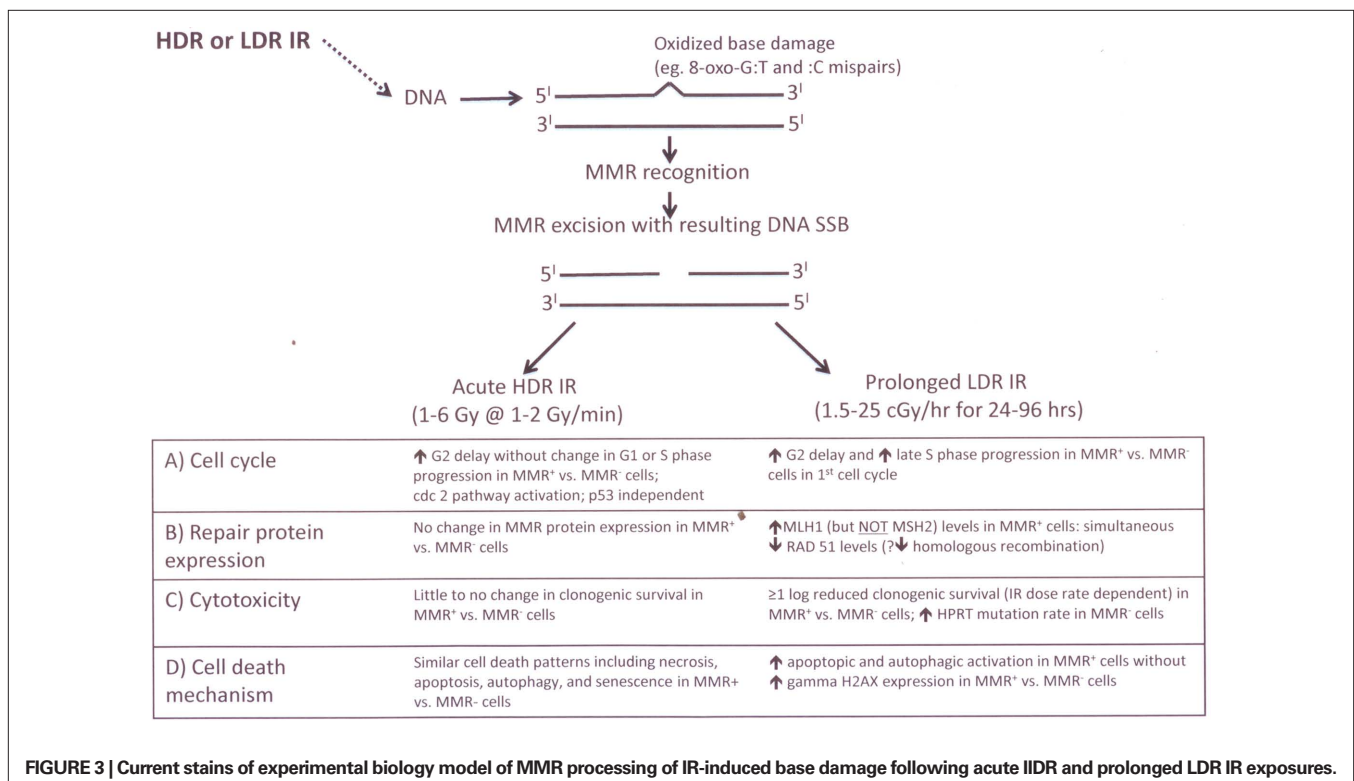 HDR or LDR IR
Oxidized base damage
(eg. 8-oxo-G:T and :C mispairs)
DNA
5ᴵ 3ᴵ
3ᴵ 5ᴵ
MMR recognition
MMR excision with resulting DNA SSB
5ᴵ 3ᴵ
3ᴵ 5ᴵ
Acute HDR IR
(1-6 Gy @ 1-2 Gy/min)
Prolonged LDR IR
(1.5-25 cGy/hr for 24-96 hrs)
A) Cell cycle
↑ G2 delay without change in G1 or S phase
progression in MMR⁺ vs. MMR⁻ cells;
cdc 2 pathway activation; p53 independent
↑ G2 delay and ↑ late S phase progression in MMR⁺ vs. MMR⁻
cells in 1ˢᵗ cell cycle
B) Repair protein
expression
No change in MMR protein expression in MMR⁺
vs. MMR⁻ cells
↑MLH1 (but NOT MSH2) levels in MMR⁺ cells: simultaneous
↓ RAD 51 levels (?↓ homologous recombination)
C) Cytotoxicity
Little to no change in clonogenic survival in
MMR⁺ vs. MMR⁻ cells
≥1 log reduced clonogenic survival (IR dose rate dependent) in
MMR⁺ vs. MMR⁻ cells; ↑ HPRT mutation rate in MMR⁻ cells
D) Cell death
mechanism
Similar cell death patterns including necrosis,
apoptosis, autophagy, and senescence in MMR+
vs. MMR- cells
↑ apoptopic and autophagic activation in MMR⁺ cells without
↑ gamma H2AX expression in MMR⁺ vs. MMR⁻ cells
FIGURE 3 | Current stains of experimental biology model of MMR processing of IR-induced base damage following acute IIDR and prolonged LDR IR exposures.